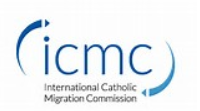 icmc
International Catholic
Migration Commission